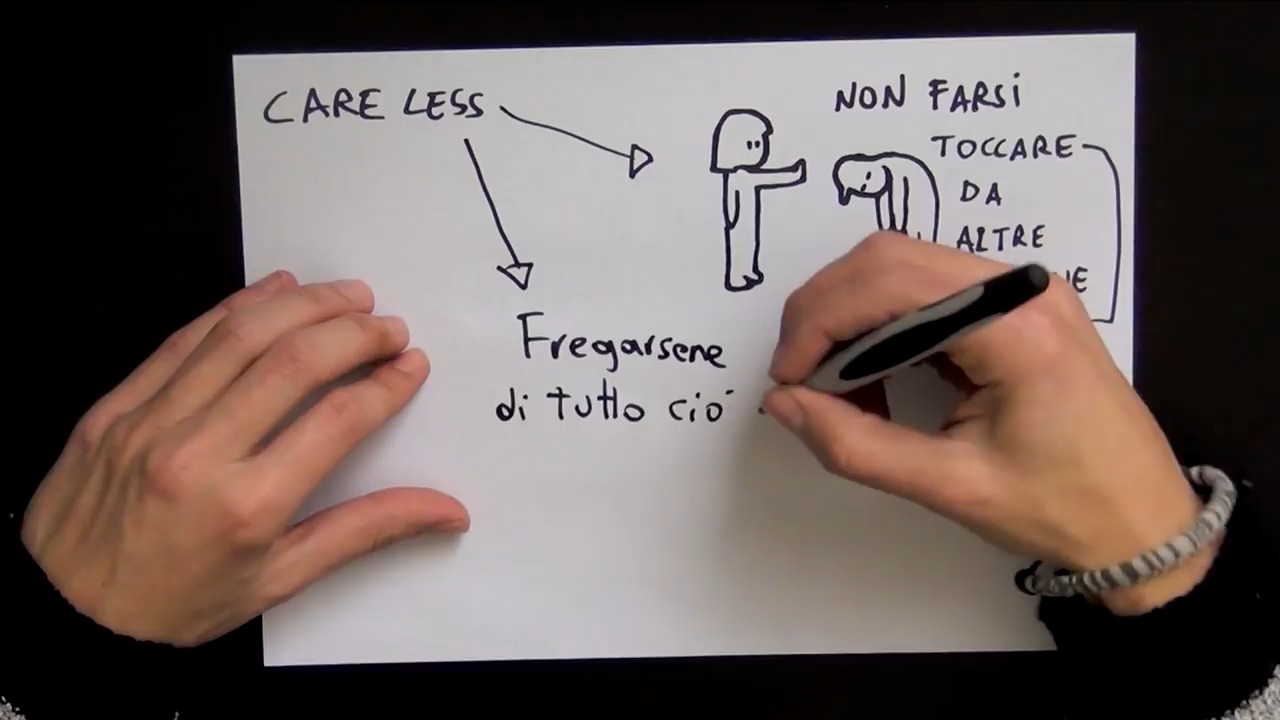 CARE LESS
NON FARSI
TOCCARE
DA
ALTRE
Fregarsene
di tutto ciò